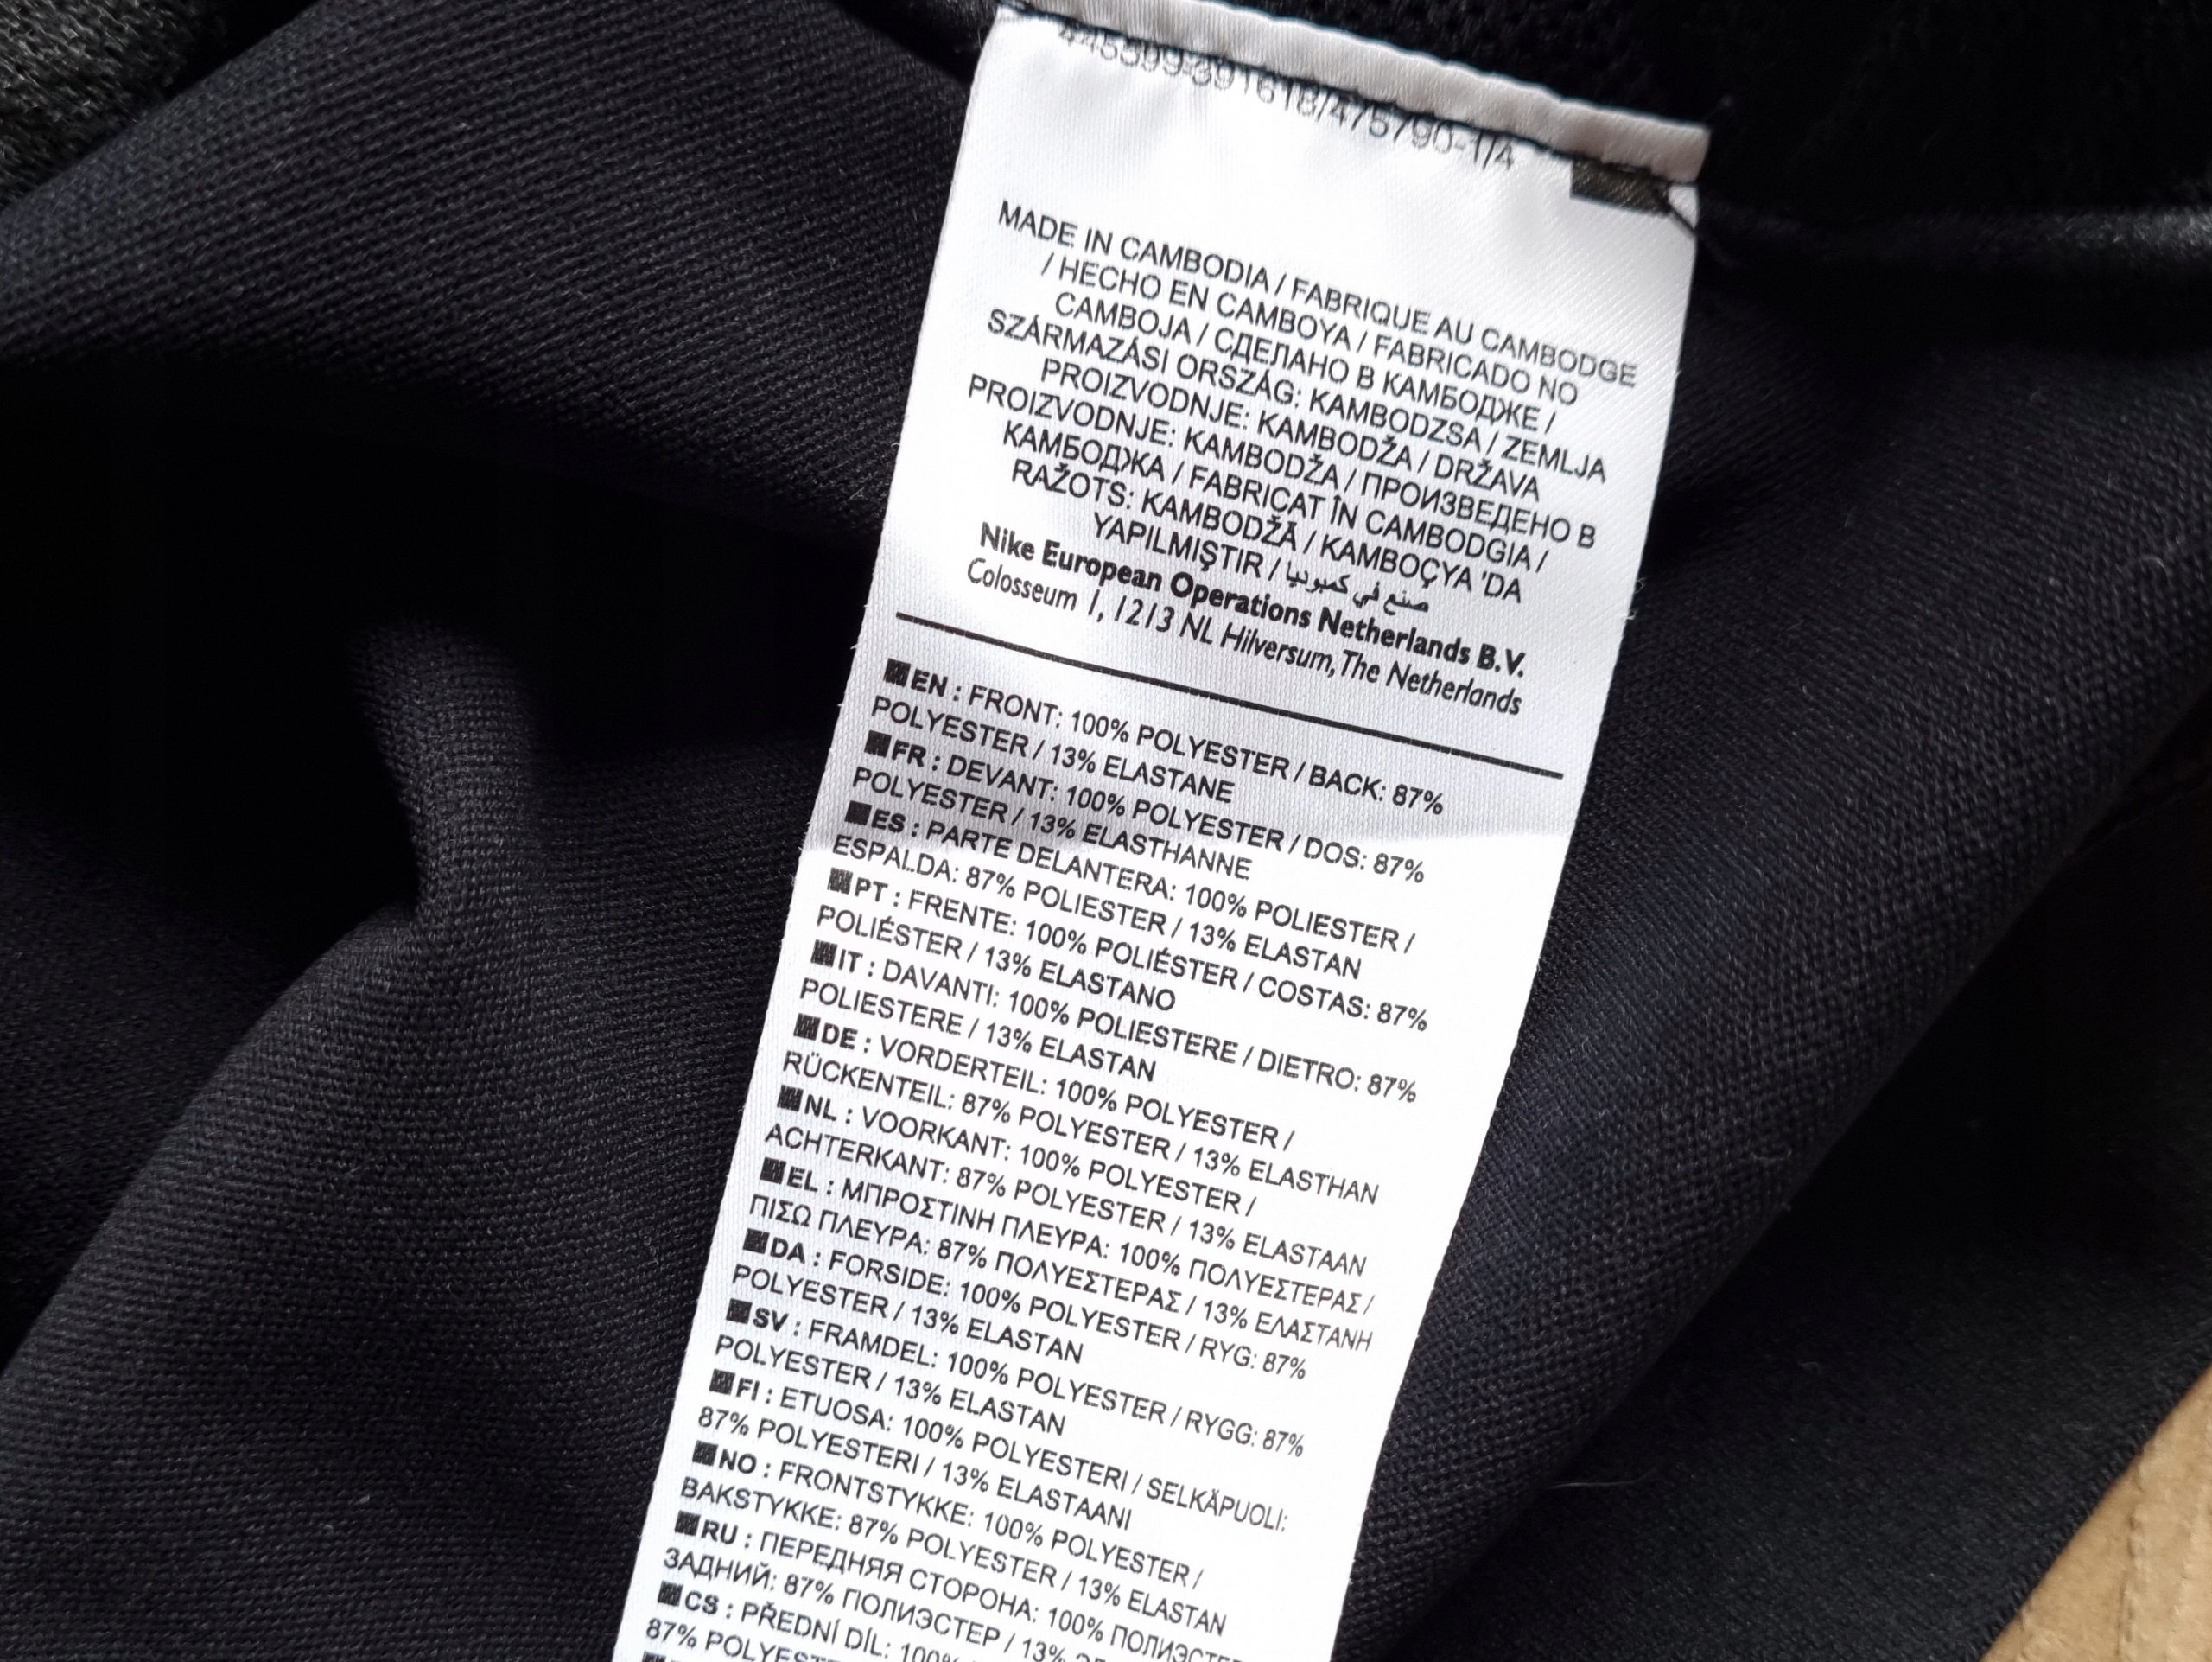 445599-391618/475790-1/4
MADE IN CAMBODIA / FABRIQUE AU CAMBODGE
/ HECHO EN CAMBOYA / FABRICADO NO
CAMBOJA / СДЕЛАНО В КАМБОДЖЕ /
SZÁRMAZÁSI ORSZÁG: KAMBODZSA / ZEMLJA
PROIZVODNJE: KAMBODŽA / DRŽAVA
PROIZVODNJE: KAMBODŽA / ПРОИЗВЕДЕНО В
КАМБОДЖА / FABRICAT ÎN CAMBODGIA /
RAŽOTS: KAMBODŽĀ / KAMBOÇYA 'DA
YAPILMIŞTIR / صنع في كمبوديا
Nike European Operations Netherlands B.V.
Colosseum 1, 1213 NL Hilversum, The Netherlands
EN : FRONT: 100% POLYESTER / BACK: 87%
POLYESTER / 13% ELASTANE
FR : DEVANT: 100% POLYESTER / DOS: 87%
POLYESTER / 13% ELASTHANNE
ES : PARTE DELANTERA: 100% POLIESTER /
ESPALDA: 87% POLIESTER / 13% ELASTAN
PT : FRENTE: 100% POLIÉSTER / COSTAS: 87%
POLIÉSTER / 13% ELASTANO
IT : DAVANTI: 100% POLIESTERE / DIETRO: 87%
POLIESTERE / 13% ELASTAN
DE : VORDERTEIL: 100% POLYESTER /
RÜCKENTEIL: 87% POLYESTER / 13% ELASTHAN
NL : VOORKANT: 100% POLYESTER /
ACHTERKANT: 87% POLYESTER / 13% ELASTAAN
EL : ΜΠΡΟΣΤΙΝΗ ΠΛΕΥΡΑ: 100% ΠΟΛΥΕΣΤΕΡΑΣ /
ΠΙΣΩ ΠΛΕΥΡΑ: 87% ΠΟΛΥΕΣΤΕΡΑΣ / 13% ΕΛΑΣΤΑΝΗ
DA : FORSIDE: 100% POLYESTER / RYG: 87%
POLYESTER / 13% ELASTAN
SV : FRAMDEL: 100% POLYESTER / RYGG: 87%
POLYESTER / 13% ELASTAN
FI : ETUOSA: 100% POLYESTERI / SELKÄPUOLI:
87% POLYESTERI / 13% ELASTAANI
NO : FRONTSTYKKE: 100% POLYESTER /
BAKSTYKKE: 87% POLYESTER / 13% ELASTAN
RU : ПЕРЕДНЯЯ СТОРОНА: 100%
ЗАДНИЙ: 87% ПОЛИЭСТЕР / 13%
CS : PŘEDNÍ DÍL: 100%
87%